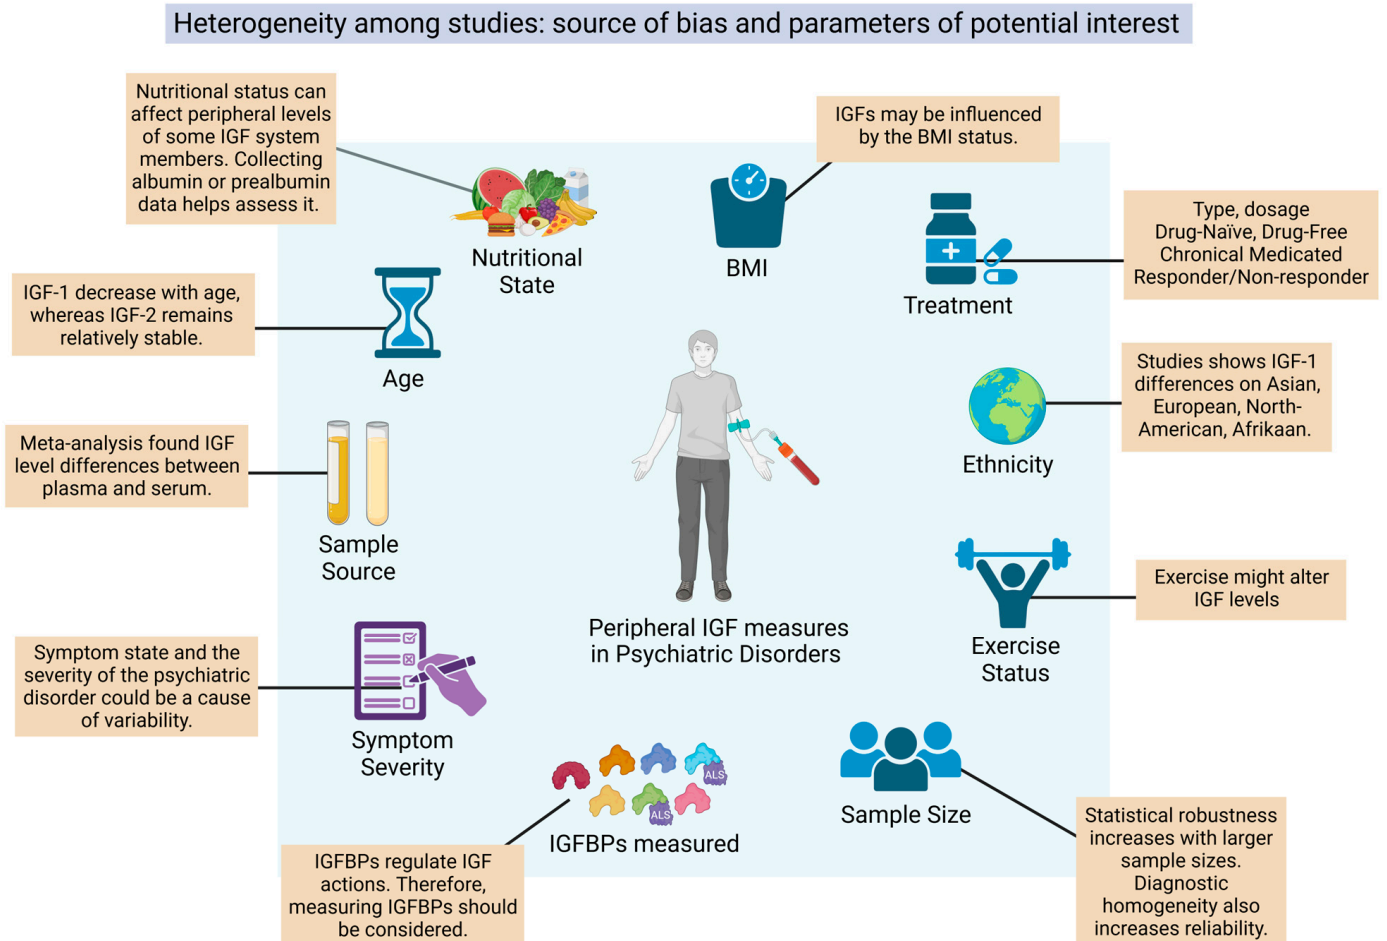 Heterogeneity among studies: source of bias and parameters of potential interest
Nutritional status can
affect peripheral levels
of some IGF system
members. Collecting
albumin or prealbumin
data helps assess it.
Nutritional
State
IGFs may be influenced
by the BMI status.
BMI
Type, dosage
Drug-Naïve, Drug-Free
Chronical Medicated
Responder/Non-responder
Treatment
IGF-1 decrease with age,
whereas IGF-2 remains
relatively stable.
Age
Studies shows IGF-1
differences on Asian,
European, North-
American, Afrikaan.
Ethnicity
Meta-analysis found IGF
level differences between
plasma and serum.
Sample
Source
Peripheral IGF measures
in Psychiatric Disorders
Exercise might alter
IGF levels
Exercise
Status
Symptom state and the
severity of the psychiatric
disorder could be a cause
of variability.
Symptom
Severity
ALS
ALS
IGFBPs measured
IGFBPs regulate IGF
actions. Therefore,
measuring IGFBPs should
be considered.
Sample Size
Statistical robustness
increases with larger
sample sizes.
Diagnostic
homogeneity also
increases reliability.